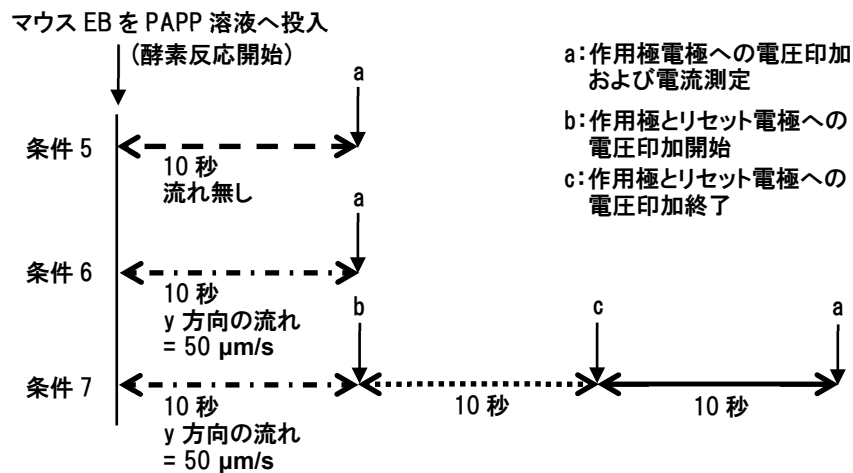 マウス EB を PAPP 溶液へ投入
(酵素反応開始)
a
a:作用極電極への電圧印加
および電流測定
b:作用極とリセット電極への
電圧印加開始
c:作用極とリセット電極への
電圧印加終了
条件 5
10 秒
流れ無し
a
条件 6
10 秒
y 方向の流れ
= 50 µm/s
b
c
a
条件 7
10 秒
y 方向の流れ
= 50 µm/s
10 秒
10 秒